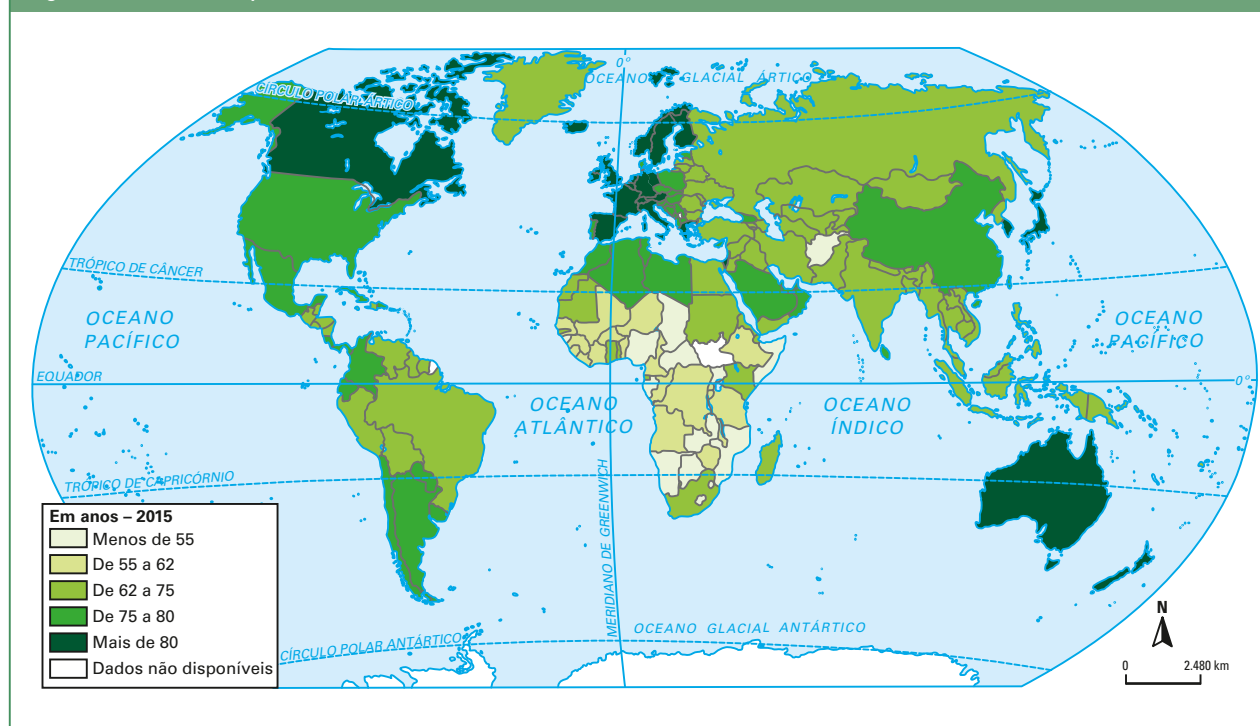 0°
OCEANO GLACIAL ÁRTICO
CÍRCULO POLAR ÁRTICO
TRÓPICO DE CÂNCER
OCEANO
PACÍFICO
OCEANO
PACÍFICO
EQUADOR
0°
OCEANO
ATLÂNTICO
OCEANO
ÍNDICO
TRÓPICO DE CAPRICÓRNIO
MERIDIANO DE GREENWICH
Em anos – 2015
Menos de 55
De 55 a 62
De 62 a 75
De 75 a 80
Mais de 80
Dados não disponíveis
OCEANO GLACIAL ANTÁRTICO
CÍRCULO POLAR ANTÁRTICO
N
0 2.480 km